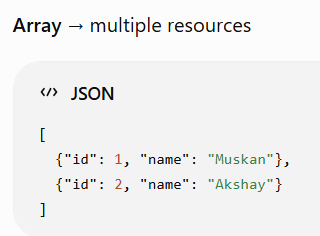 Array → multiple resources
</> JSON
[
  {"id": 1, "name": "Muskan"},
  {"id": 2, "name": "Akshay"}
]